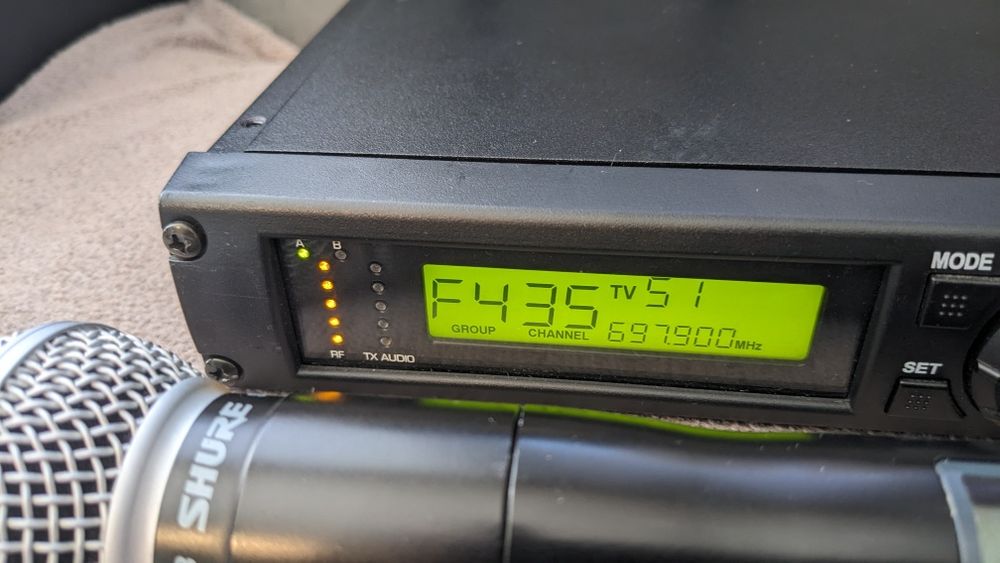 A B
RF TX AUDIO
F435 TV 51
GROUP CHANNEL 697.900 MHz
MODE
SET
SHURE